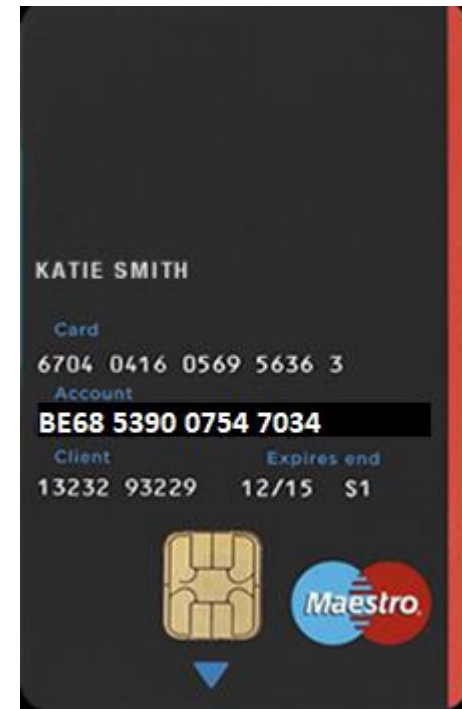 KATIE SMITH
Card
6704 0416 0569 5636 3
Account
BE68 5390 0754 7034
Client Expires end
13232 93229 12/15 S1
Maestro